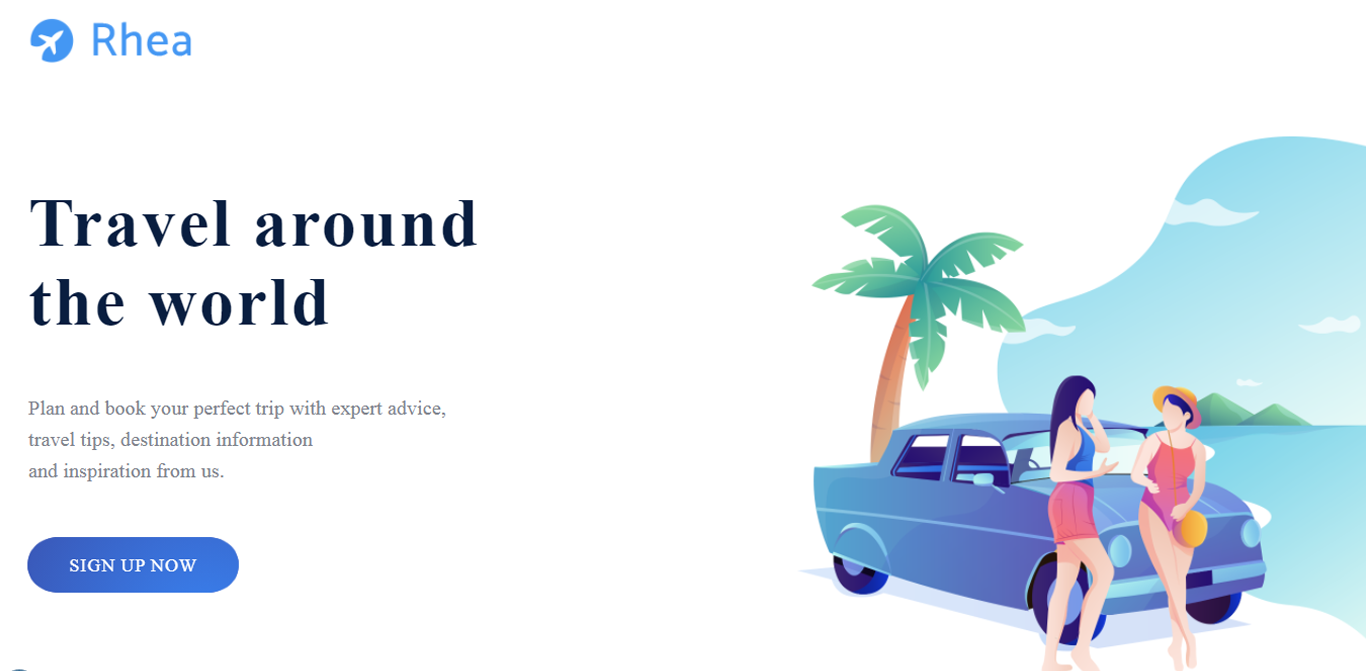 Rhea
Travel around
the world
Plan and book your perfect trip with expert advice,
travel tips, destination information
and inspiration from us.
SIGN UP NOW